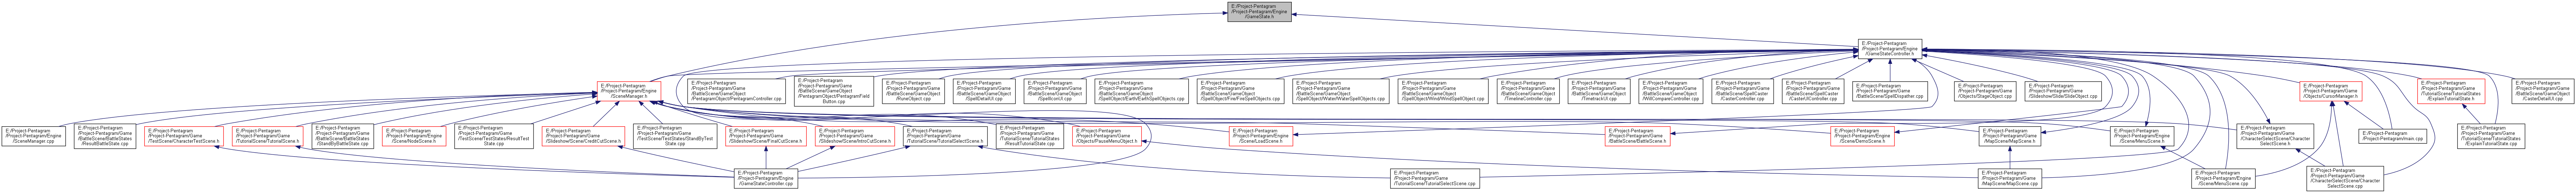 E:/Project-Pentagram
/Project-Pentagram/Engine
/GameState.h
E:/Project-Pentagram
/Project-Pentagram/Engine
/GameStateController.h
E:/Project-Pentagram
/Project-Pentagram/Engine
/SceneManager.h
E:/Project-Pentagram
/Project-Pentagram/Game
/BattleScene/GameObject
/PentagramObject/PentagramController.cpp
E:/Project-Pentagram
/Project-Pentagram/Game
/BattleScene/GameObject
/PentagramObject/PentagramField
Button.cpp
E:/Project-Pentagram
/Project-Pentagram/Game
/BattleScene/GameObject
/RuneObject.cpp
E:/Project-Pentagram
/Project-Pentagram/Game
/BattleScene/GameObject
/SpellDetailUI.cpp
E:/Project-Pentagram
/Project-Pentagram/Game
/BattleScene/GameObject
/SpellIconUI.cpp
E:/Project-Pentagram
/Project-Pentagram/Game
/BattleScene/GameObject
/SpellObject/Earth/EarthSpellObjects.cpp
E:/Project-Pentagram
/Project-Pentagram/Game
/BattleScene/GameObject
/SpellObject/Fire/FireSpellObjects.cpp
E:/Project-Pentagram
/Project-Pentagram/Game
/BattleScene/GameObject
/SpellObject/Water/WaterSpellObjects.cpp
E:/Project-Pentagram
/Project-Pentagram/Game
/BattleScene/GameObject
/SpellObject/Wind/WindSpellObjects.cpp
E:/Project-Pentagram
/Project-Pentagram/Game
/BattleScene/GameObject
/TimelineController.cpp
E:/Project-Pentagram
/Project-Pentagram/Game
/BattleScene/GameObject
/TimetrackUI.cpp
E:/Project-Pentagram
/Project-Pentagram/Game
/BattleScene/GameObject
/WillCompareController.cpp
E:/Project-Pentagram
/Project-Pentagram/Game
/BattleScene/SpellCaster
/CasterController.cpp
E:/Project-Pentagram
/Project-Pentagram/Game
/BattleScene/SpellCaster
/CasterUIController.cpp
E:/Project-Pentagram
/Project-Pentagram/Game
/BattleScene/SpellDispather.cpp
E:/Project-Pentagram
/Project-Pentagram/Game
/Objects/StageObject.cpp
E:/Project-Pentagram
/Project-Pentagram/Game
/Slideshow/Slide/SlideObject.cpp
E:/Project-Pentagram
/Project-Pentagram/Game
/Objects/CursorManager.h
E:/Project-Pentagram
/Project-Pentagram/Game
/TutorialScene/TutorialStates
/ExplainTutorialState.h
E:/Project-Pentagram
/Project-Pentagram/Game
/BattleScene/GameObject
/CasterDetailUI.cpp
E:/Project-Pentagram
/Project-Pentagram/Engine
/SceneManager.cpp
E:/Project-Pentagram
/Project-Pentagram/Game
/BattleScene/BattleStates
/ResultBattleState.cpp
E:/Project-Pentagram
/Project-Pentagram/Game
/TestScene/CharacterTestScene.h
E:/Project-Pentagram
/Project-Pentagram/Game
/TutorialScene/TutorialScene.h
E:/Project-Pentagram
/Project-Pentagram/Game
/BattleScene/BattleStates
/StandByBattleState.cpp
E:/Project-Pentagram
/Project-Pentagram/Engine
/Scene/NodeScene.h
E:/Project-Pentagram
/Project-Pentagram/Game
/TestScene/TestStates/ResultTest
State.cpp
E:/Project-Pentagram
/Project-Pentagram/Game
/Slideshow/Scene/CreditCutScene.h
E:/Project-Pentagram
/Project-Pentagram/Game
/TestScene/TestStates/StandByTest
State.cpp
E:/Project-Pentagram
/Project-Pentagram/Game
/Slideshow/Scene/FinalCutScene.h
E:/Project-Pentagram
/Project-Pentagram/Game
/Slideshow/Scene/IntroCutScene.h
E:/Project-Pentagram
/Project-Pentagram/Game
/TutorialScene/TutorialSelectScene.h
E:/Project-Pentagram
/Project-Pentagram/Game
/TutorialScene/TutorialStates
/ResultTutorialState.cpp
E:/Project-Pentagram
/Project-Pentagram/Game
/Objects/PauseMenuObject.h
E:/Project-Pentagram
/Project-Pentagram/Engine
/Scene/LoadScene.h
E:/Project-Pentagram
/Project-Pentagram/Game
/BattleScene/BattleScene.h
E:/Project-Pentagram
/Project-Pentagram/Engine
/Scene/DemoScene.h
E:/Project-Pentagram
/Project-Pentagram/Game
/MapScene/MapScene.h
E:/Project-Pentagram
/Project-Pentagram/Engine
/Scene/MenuScene.h
E:/Project-Pentagram
/Project-Pentagram/Game
/CharacterSelectScene/Character
SelectScene.h
E:/Project-Pentagram
/Project-Pentagram/main.cpp
E:/Project-Pentagram
/Project-Pentagram/Game
/TutorialScene/TutorialStates
/ExplainTutorialState.cpp
E:/Project-Pentagram
/Project-Pentagram/Engine
/GameStateController.cpp
E:/Project-Pentagram
/Project-Pentagram/Game
/TutorialScene/TutorialSelectScene.cpp
E:/Project-Pentagram
/Project-Pentagram/Game
/MapScene/MapScene.cpp
E:/Project-Pentagram
/Project-Pentagram/Engine
/Scene/MenuScene.cpp
E:/Project-Pentagram
/Project-Pentagram/Game
/CharacterSelectScene/Character
SelectScene.cpp